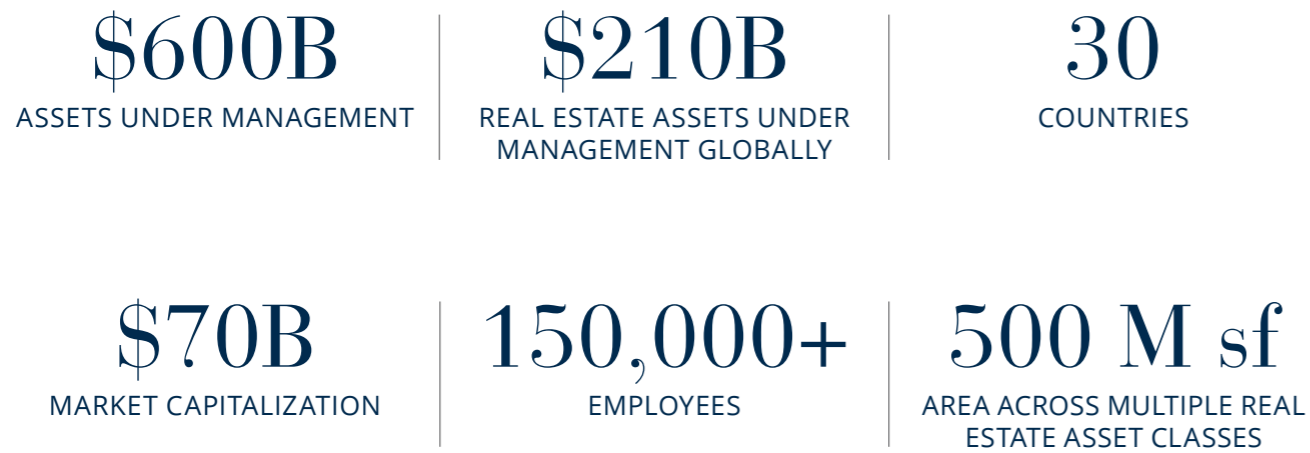 $600B
ASSETS UNDER MANAGEMENT
$210B
REAL ESTATE ASSETS UNDER
MANAGEMENT GLOBALLY
30
COUNTRIES
$70B
MARKET CAPITALIZATION
150,000+
EMPLOYEES
500 M sf
AREA ACROSS MULTIPLE REAL
ESTATE ASSET CLASSES